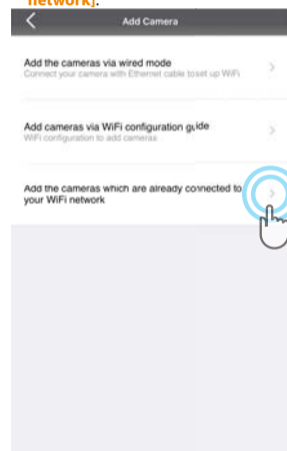 network].
Add Camera
Add the cameras via wired mode
Connect your camera with Ethernet cable toset up WiFi
Add cameras via WiFi configuration guide
WiFi configuration to add cameras
Add the cameras which are already connected to
your WiFi network